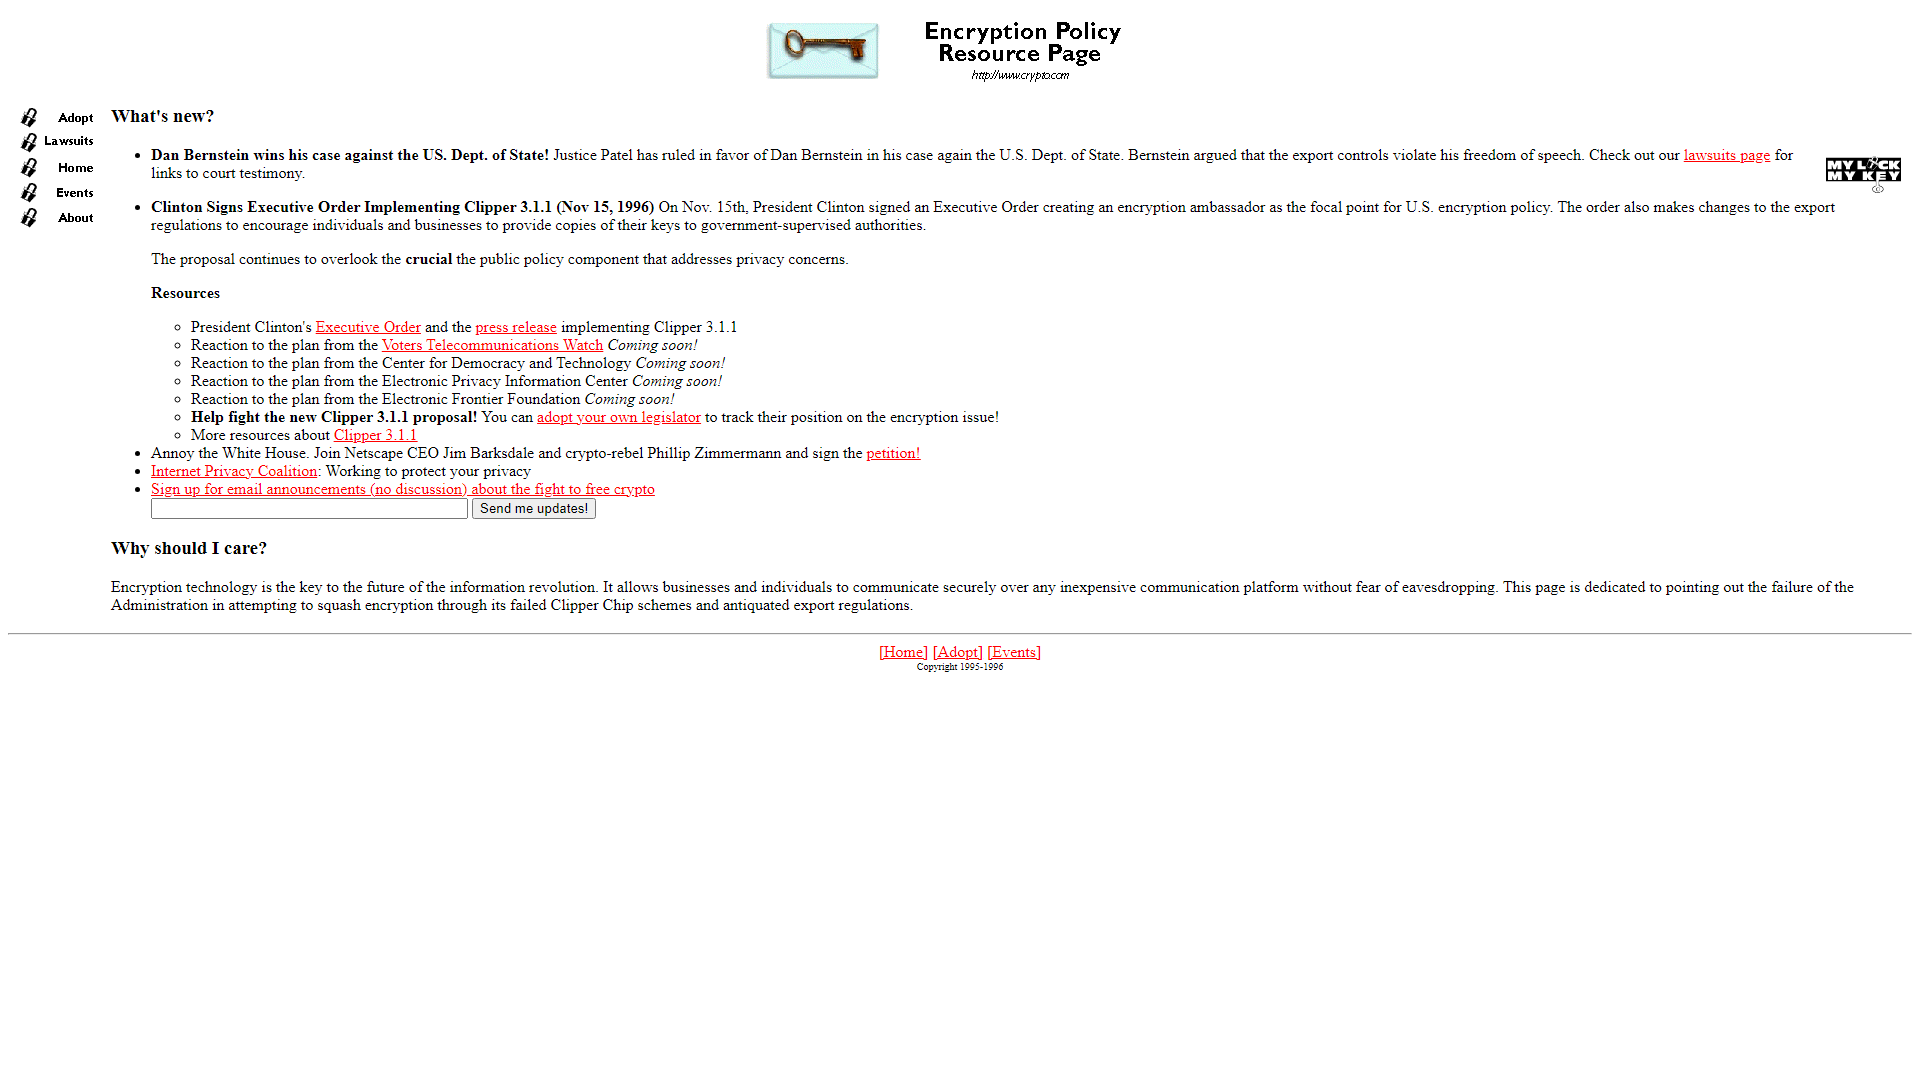 Encryption Policy
Resource Page
http://www.crypto.com
Adopt
Lawsuits
Home
Events
About
What's new?
Dan Bernstein wins his case against the US. Dept. of State! Justice Patel has ruled in favor of Dan Bernstein in his case again the U.S. Dept. of State. Bernstein argued that the export controls violate his freedom of speech. Check out our lawsuits page for
links to court testimony.
MY LOCK
MY KEY
Clinton Signs Executive Order Implementing Clipper 3.1.1 (Nov 15, 1996) On Nov. 15th, President Clinton signed an Executive Order creating an encryption ambassador as the focal point for U.S. encryption policy. The order also makes changes to the export
regulations to encourage individuals and businesses to provide copies of their keys to government-supervised authorities.
The proposal continues to overlook the crucial the public policy component that addresses privacy concerns.
Resources
President Clinton's Executive Order and the press release implementing Clipper 3.1.1
Reaction to the plan from the Voters Telecommunications Watch Coming soon!
Reaction to the plan from the Center for Democracy and Technology Coming soon!
Reaction to the plan from the Electronic Privacy Information Center Coming soon!
Reaction to the plan from the Electronic Frontier Foundation Coming soon!
Help fight the new Clipper 3.1.1 proposal! You can adopt your own legislator to track their position on the encryption issue!
More resources about Clipper 3.1.1
Annoy the White House. Join Netscape CEO Jim Barksdale and crypto-rebel Phillip Zimmermann and sign the petition!
Internet Privacy Coalition: Working to protect your privacy
Sign up for email announcements (no discussion) about the fight to free crypto
Send me updates!
Why should I care?
Encryption technology is the key to the future of the information revolution. It allows businesses and individuals to communicate securely over any inexpensive communication platform without fear of eavesdropping. This page is dedicated to pointing out the failure of the
Administration in attempting to squash encryption through its failed Clipper Chip schemes and antiquated export regulations.
[Home] [Adopt] [Events]
Copyright 1995-1996